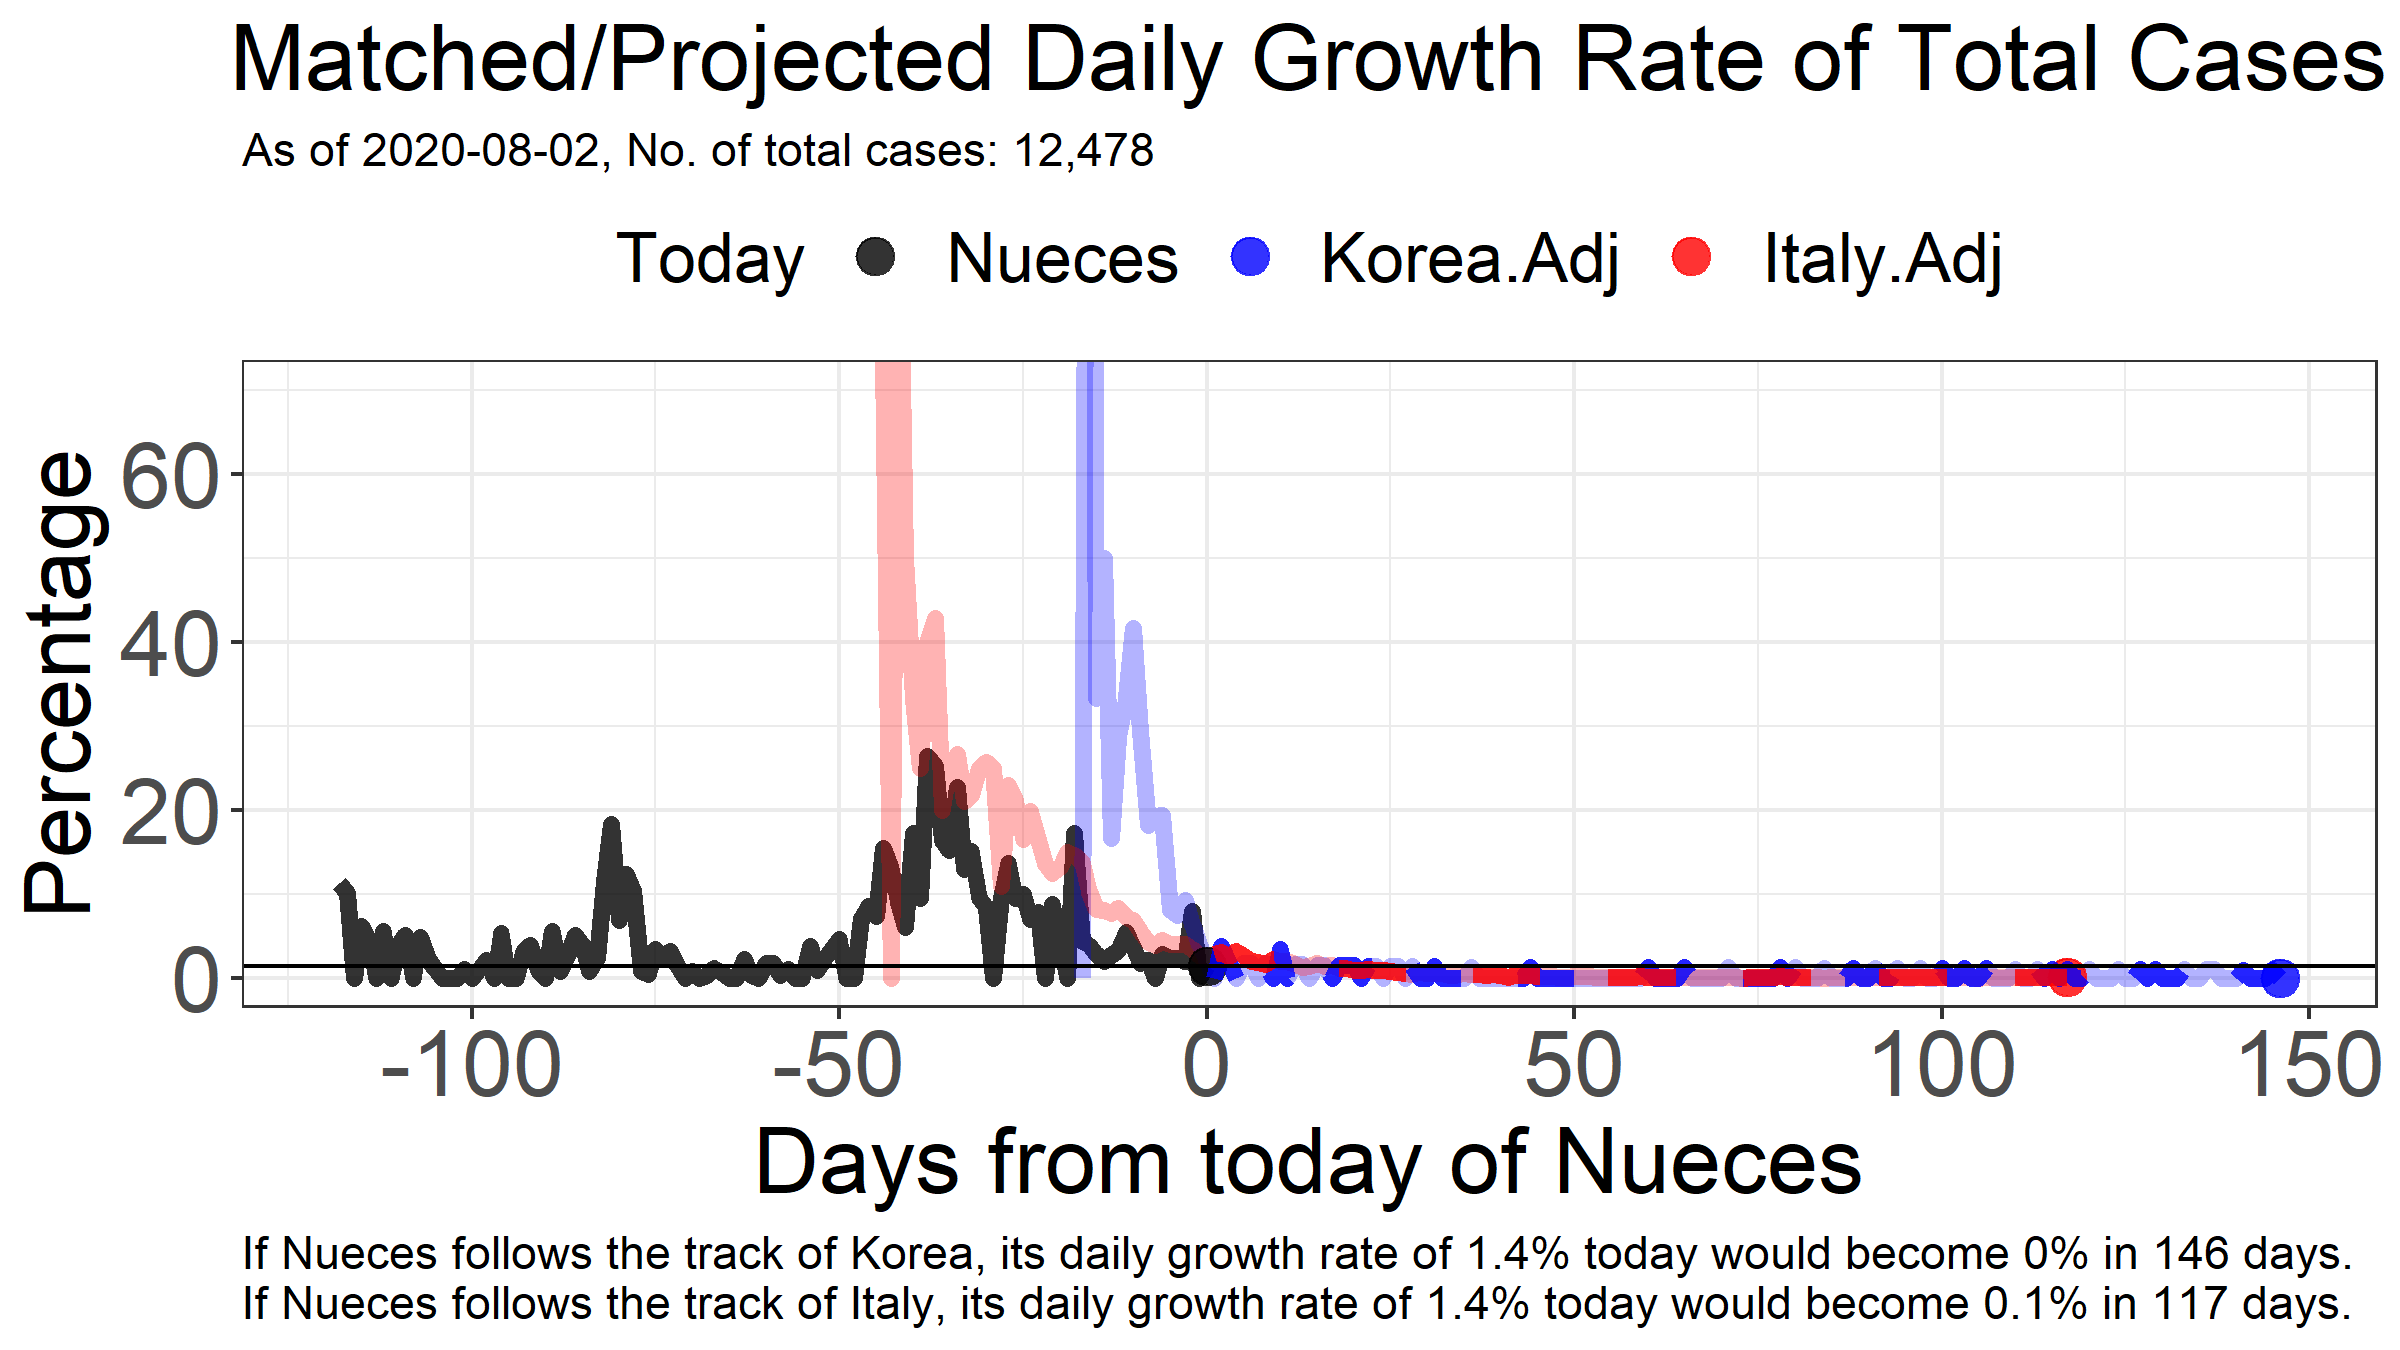 Matched/Projected Daily Growth Rate of Total Cases
As of 2020-08-02, No. of total cases: 12,478
Today Nueces Korea.Adj Italy.Adj
Percentage
60
40
20
0
-100 -50 0 50 100 150
Days from today of Nueces
If Nueces follows the track of Korea, its daily growth rate of 1.4% today would become 0% in 146 days.
If Nueces follows the track of Italy, its daily growth rate of 1.4% today would become 0.1% in 117 days.